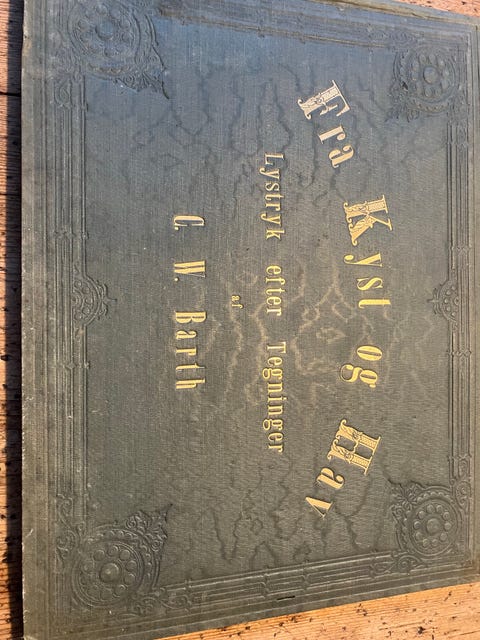 Fra Kyst og Hav
Lystryk efter Tegninger
af
C. W. Barth